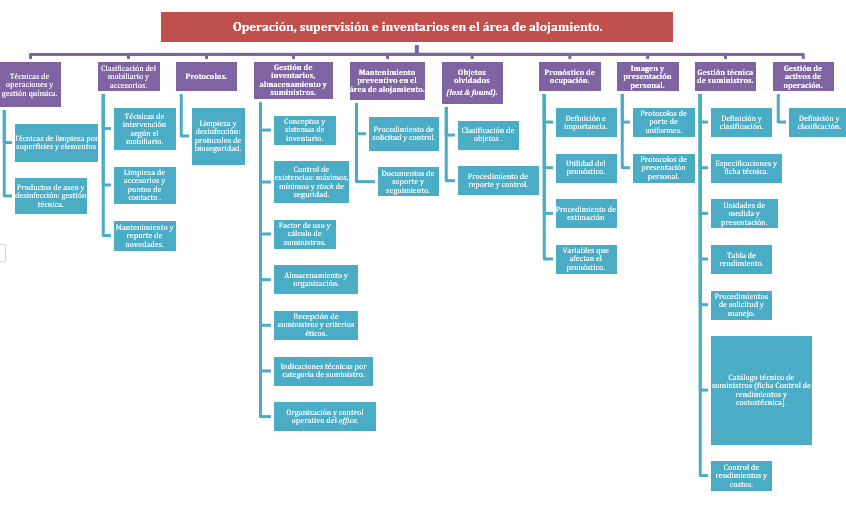 Operación, supervisión e inventarios en el área de alojamiento.
Técnicas de
operaciones y
gestión química.
Técnicas de limpieza por
superficies y elementos
Productos de aseo y
desinfección: gestión
técnica.
Clasificación del
mobiliario y
accesorios.
Técnicas de
intervención
según el
mobiliario.
Limpieza de
accesorios y
puntos de
contacto .
Mantenimiento y
reporte de
novedades.
Protocolos.
Limpieza y
desinfección:
protocolos de
bioseguridad.
Gestión de
inventarios,
almacenamiento y
suministros.
Conceptos y
sistemas de
inventario.
Control de
existencias: máximos,
mínimos y stock de
seguridad.
Factor de uso y
cálculo de
suministros.
Almacenamiento y
organización.
Recepción de
suministros y criterios
éticos.
Indicaciones técnicas por
categoría de suministro.
Organización y control
operativo del office.
Mantenimiento
preventivo en el
área de alojamiento.
Procedimiento de
solicitud y control.
Documentos de
soporte y
seguimiento.
Objetos
olvidados
(lost & found).
Clasificación de
objetos .
Procedimiento de
reporte y control.
Pronóstico de
ocupación.
Definición e
importancia.
Utilidad del
pronóstico.
Procedimiento de
estimación
Variables que
afectan el
pronóstico.
Imagen y
presentación
personal.
Protocolos de
porte de
uniformes.
Protocolos de
presentación
personal.
Gestión técnica
de suministros.
Definición y
clasificación.
Especificaciones y
ficha técnica.
Unidades de
medida y
presentación.
Tabla de
rendimiento.
Procedimientos
de solicitud y
manejo.
Catálogo técnico de
suministros (ficha Control de
rendimientos y
costostécnica).
Control de
rendimientos y
costos.
Gestión de
activos de
operación.
Definición y
clasificación.